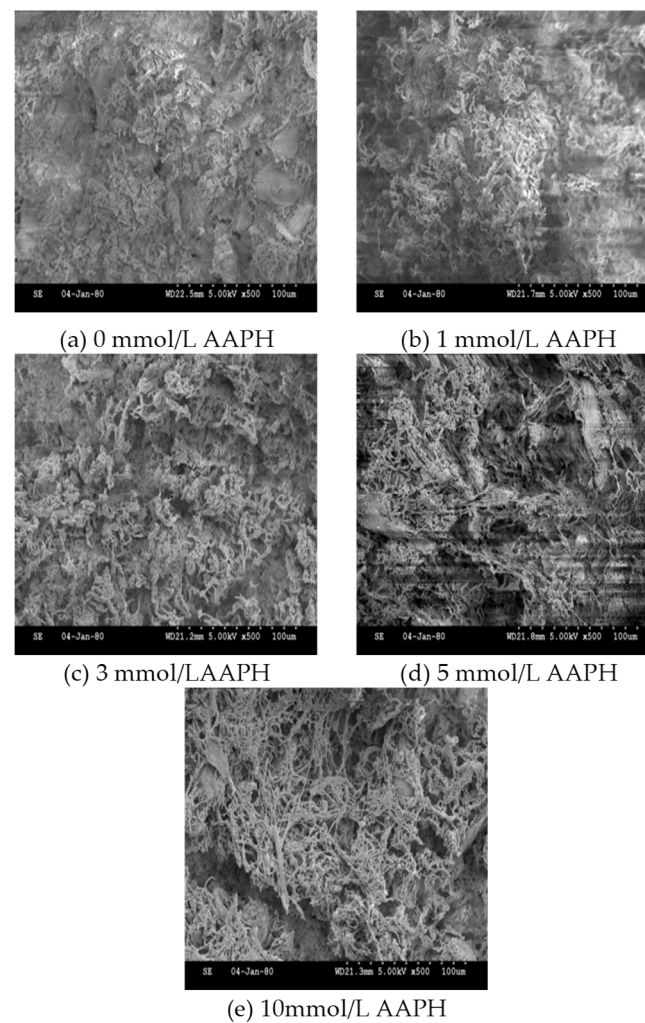 SE 04-Jan-80 WD22.5mm 5.00kV x500 100um
SE 04-Jan-80 WD21.7mm 5.00kV x500 100um
(a) 0 mmol/L AAPH
(b) 1 mmol/L AAPH
SE 04-Jan-80 WD21.2mm 5.00kV x500 100um
SE 04-Jan-80 WD21.8mm 5.00kV x500 100um
(c) 3 mmol/LAAPH
(d) 5 mmol/L AAPH
SE 04-Jan-80 WD21.3mm 5.00kV x500 100um
(e) 10mmol/L AAPH